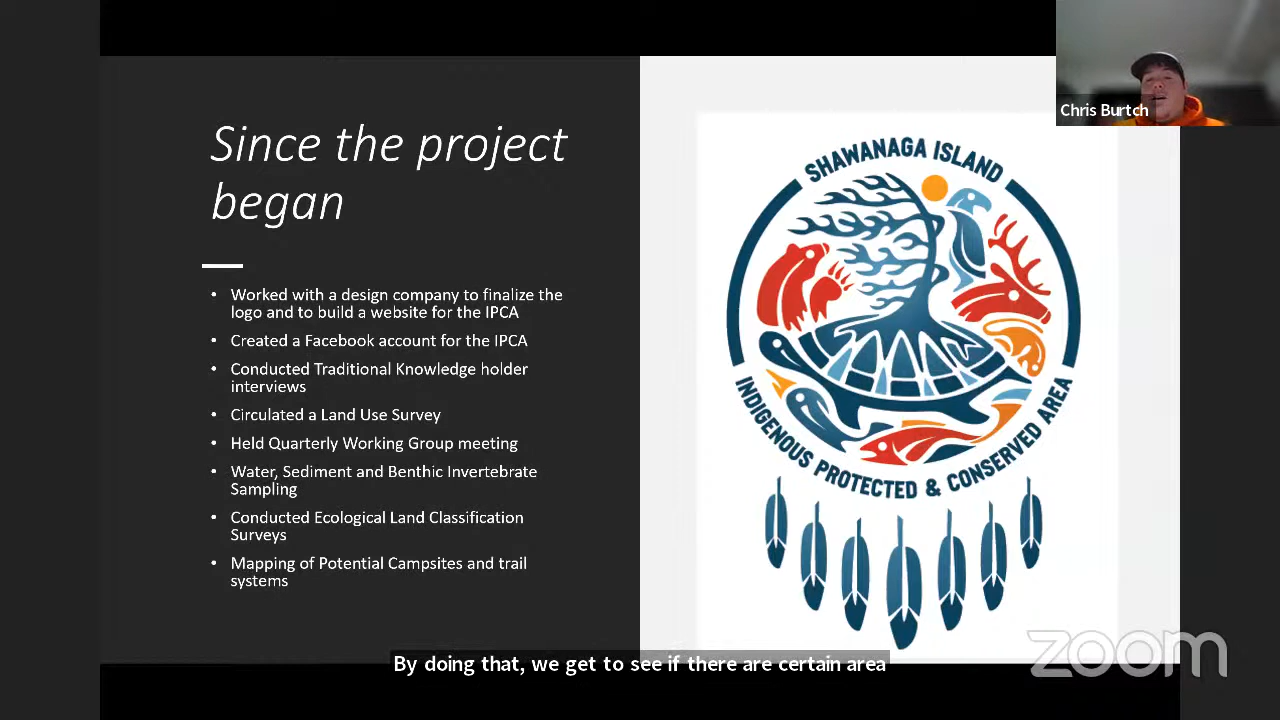 Since the project
began
• Worked with a design company to finalize the
logo and to build a website for the IPCA
• Created a Facebook account for the IPCA
• Conducted Traditional Knowledge holder
interviews
• Circulated a Land Use Survey
• Held Quarterly Working Group meeting
• Water, Sediment and Benthic Invertebrate
Sampling
• Conducted Ecological Land Classification
Surveys
• Mapping of Potential Campsites and trail
systems
SHAWANAGA ISLAND
INDIGENOUS PROTECTED & CONSERVED AREA
Chris Burtch
By doing that, we get to see if there are certain area
zoom